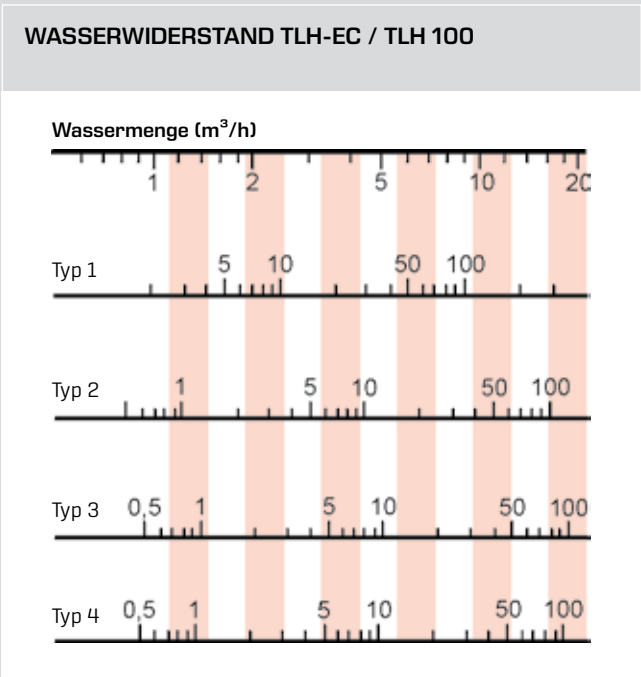 WASSERWIDERSTAND TLH-EC / TLH 100
Wassermenge (m³/h)
1 2 5 10 20
Typ 1 5 10 50 100
Typ 2 1 5 10 50 100
Typ 3 0,5 1 5 10 50 100
Typ 4 0,5 1 5 10 50 100